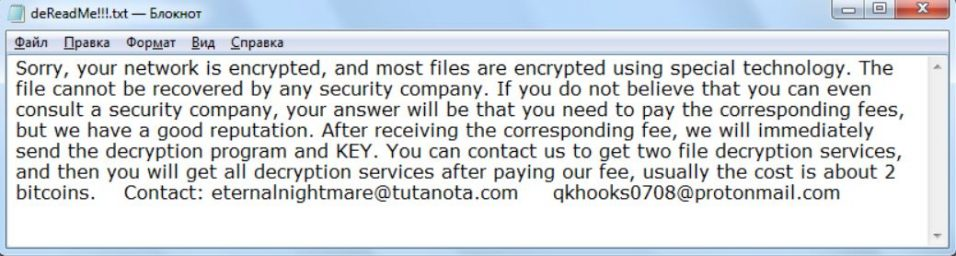 deReadMe!!!.txt — Блокнот
Файл Правка Формат Вид Справка
Sorry, your network is encrypted, and most files are encrypted using special technology. The
file cannot be recovered by any security company. If you do not believe that you can even
consult a security company, your answer will be that you need to pay the corresponding fees,
but we have a good reputation. After receiving the corresponding fee, we will immediately
send the decryption program and KEY. You can contact us to get two file decryption services,
and then you will get all decryption services after paying our fee, usually the cost is about 2
bitcoins. Contact: eternalnightmare@tutanota.com qkhooks0708@protonmail.com